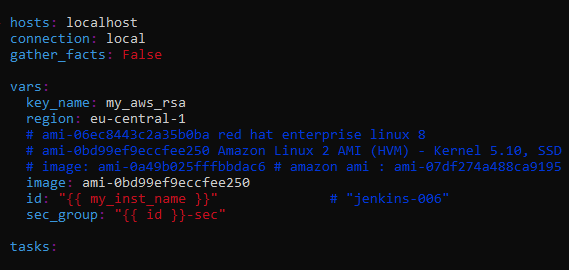 hosts: localhost
connection: local
gather_facts: False
vars:
key_name: my_aws_rsa
region: eu-central-1
# ami-06ec8443c2a35b0ba red hat enterprise linux 8
# ami-0bd99ef9eccfee250 Amazon Linux 2 AMI (HVM) - Kernel 5.10, SSD
# image: ami-0a49b025fffbbdac6 # amazon ami : ami-07df274a488ca9195
image: ami-0bd99ef9eccfee250
id: "{{ my_inst_name }}" # "jenkins-006"
sec_group: "{{ id }}-sec"
tasks: